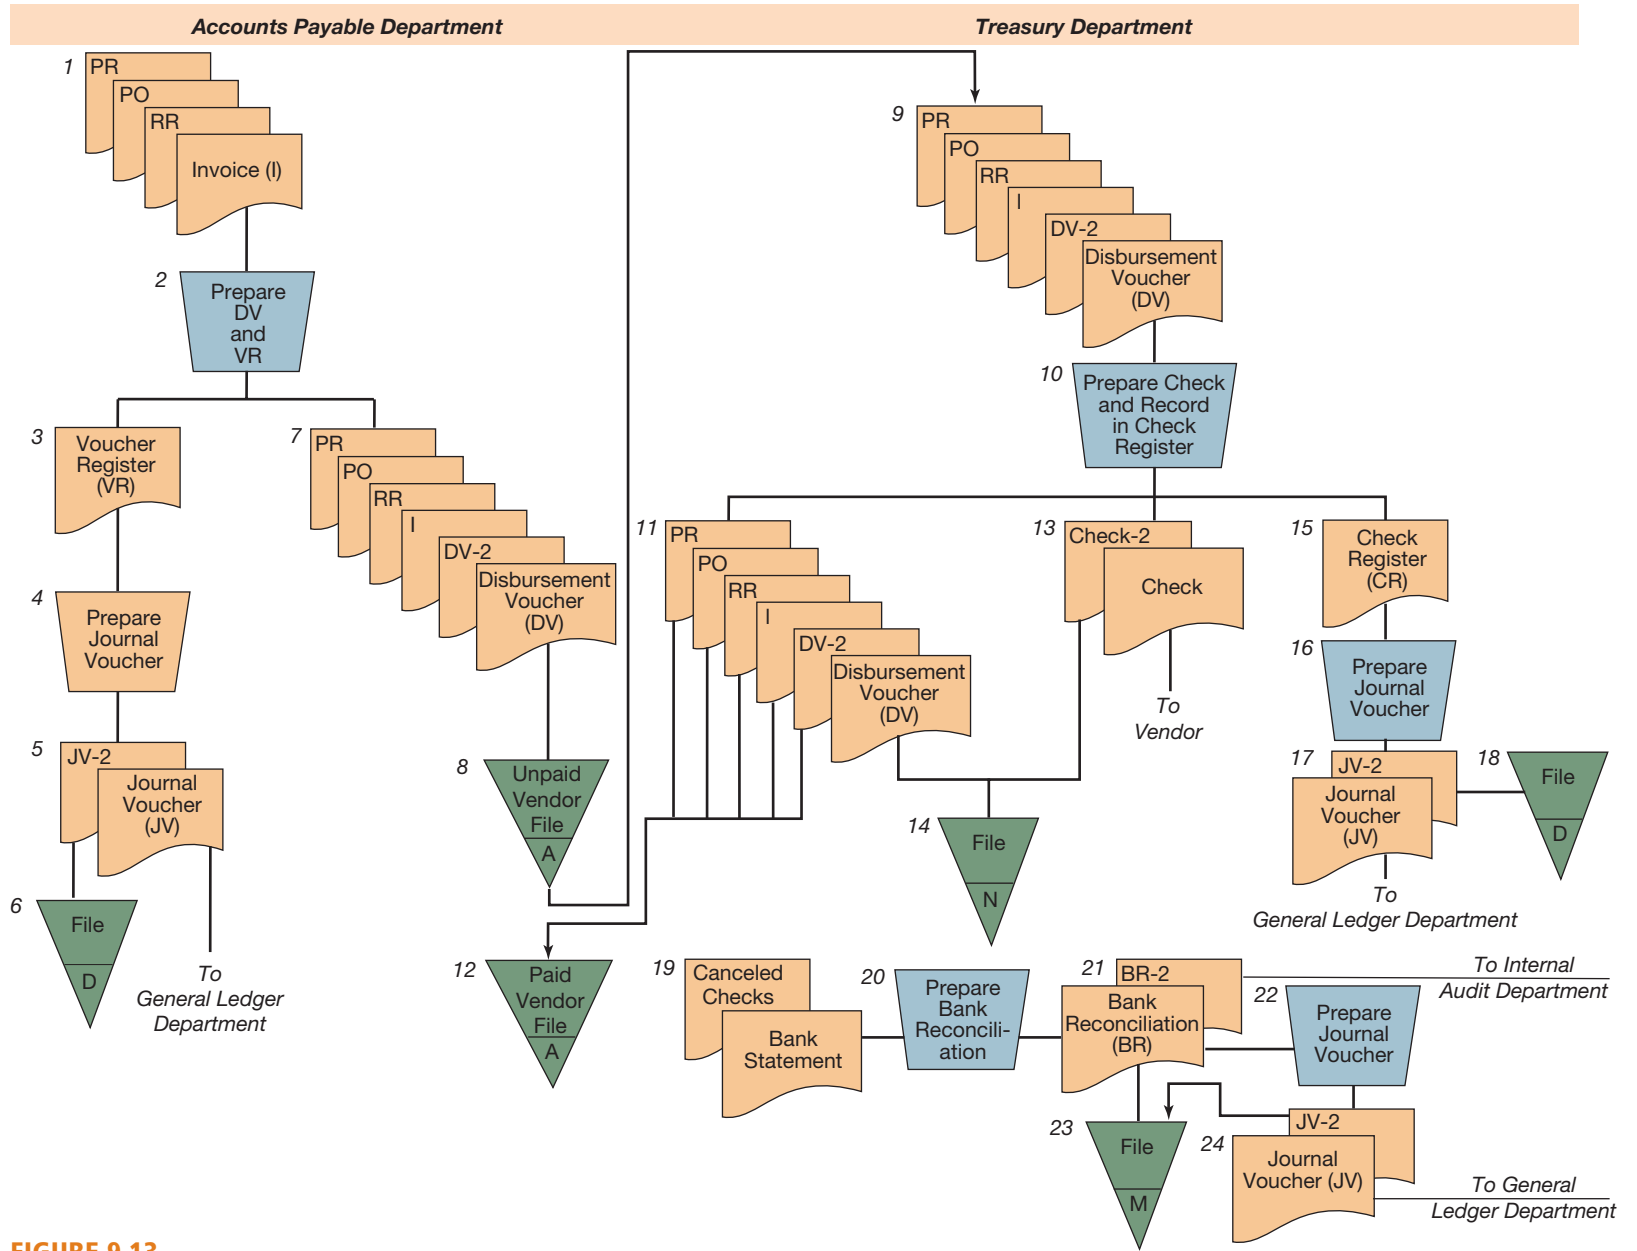 Accounts Payable Department
Treasury Department
1
PR
PO
RR
Invoice (I)
2
Prepare
DV
and
VR
3
Voucher
Register
(VR)
4
Prepare
Journal
Voucher
5
JV-2
Journal
Voucher
(JV)
6
File
D
To
General Ledger
Department
7
PR
PO
RR
I
DV-2
Disbursement
Voucher
(DV)
8
Unpaid
Vendor
File
A
9
PR
PO
RR
I
DV-2
Disbursement
Voucher
(DV)
10
Prepare Check
and Record
in Check
Register
11
PR
PO
RR
I
DV-2
Disbursement
Voucher
(DV)
12
Paid
Vendor
File
A
13
Check-2
Check
To
Vendor
14
File
N
15
Check
Register
(CR)
16
Prepare
Journal
Voucher
17
JV-2
Journal
Voucher
(JV)
To
General Ledger Department
18
File
D
19
Canceled
Checks
Bank
Statement
20
Prepare
Bank
Reconcili-
ation
21
BR-2
Bank
Reconciliation
(BR)
To Internal
Audit Department
22
Prepare
Journal
Voucher
23
File
M
24
JV-2
Journal
Voucher (JV)
To General
Ledger Department
FIGURE 9.13